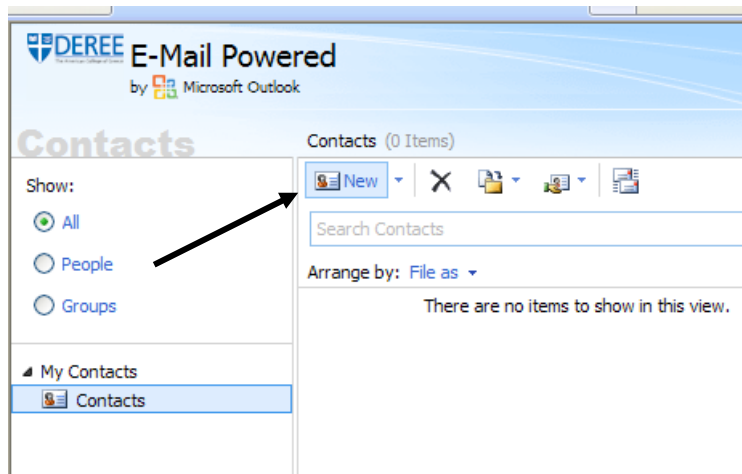 DEREE
The American College of Greece
E-Mail Powered
by Microsoft Outlook
Contacts
Contacts (0 Items)
Show:
New
All
Search Contacts
People
Arrange by: File as
Groups
There are no items to show in this view.
My Contacts
Contacts